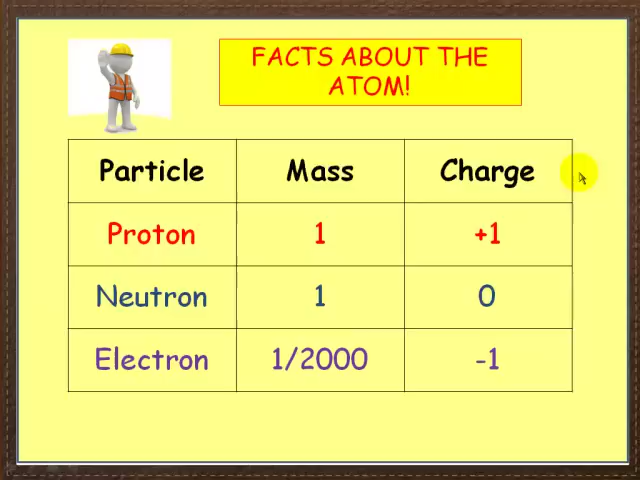 FACTS ABOUT THE
ATOM!
Particle Mass Charge
Proton 1 +1
Neutron 1 0
Electron 1/2000 -1